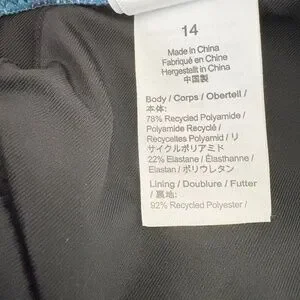 14
Made in China
Fabriqué en Chine
Hergestellt in China
中国製
Body / Corps / Obertell /
本体:
78% Recycled Polyamide /
Polyamide Recyclé /
Recyceltes Polyamid / リ
サイクルポリアミド
22% Elastane / Élasthanne /
Elastan / ポリウレタン
Lining / Doublure / Futter
/ 裏地:
92% Recycled Polyester /